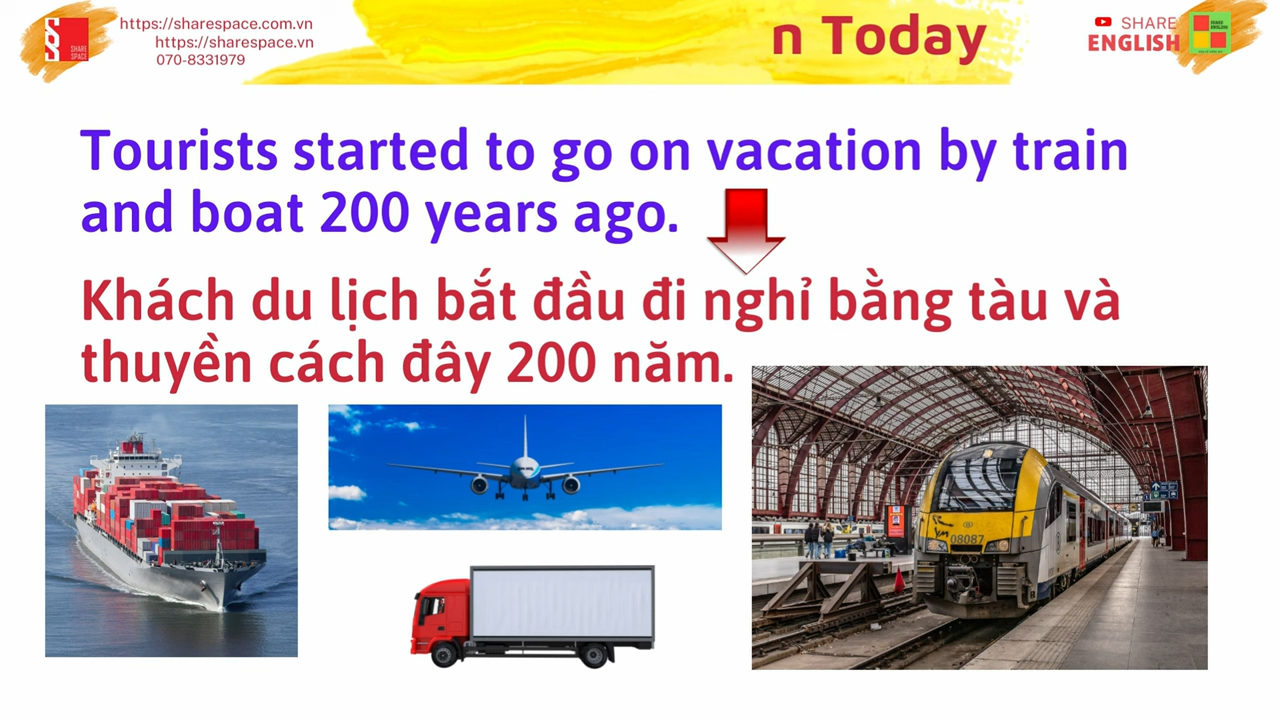 https://sharespace.com.vn
https://sharespace.vn
070-8331979
SHARE
SPACE
n Today
SHARE
ENGLISH
Tourists started to go on vacation by train
and boat 200 years ago.
Khách du lịch bắt đầu đi nghỉ bằng tàu và
thuyền cách đây 200 năm.
08087